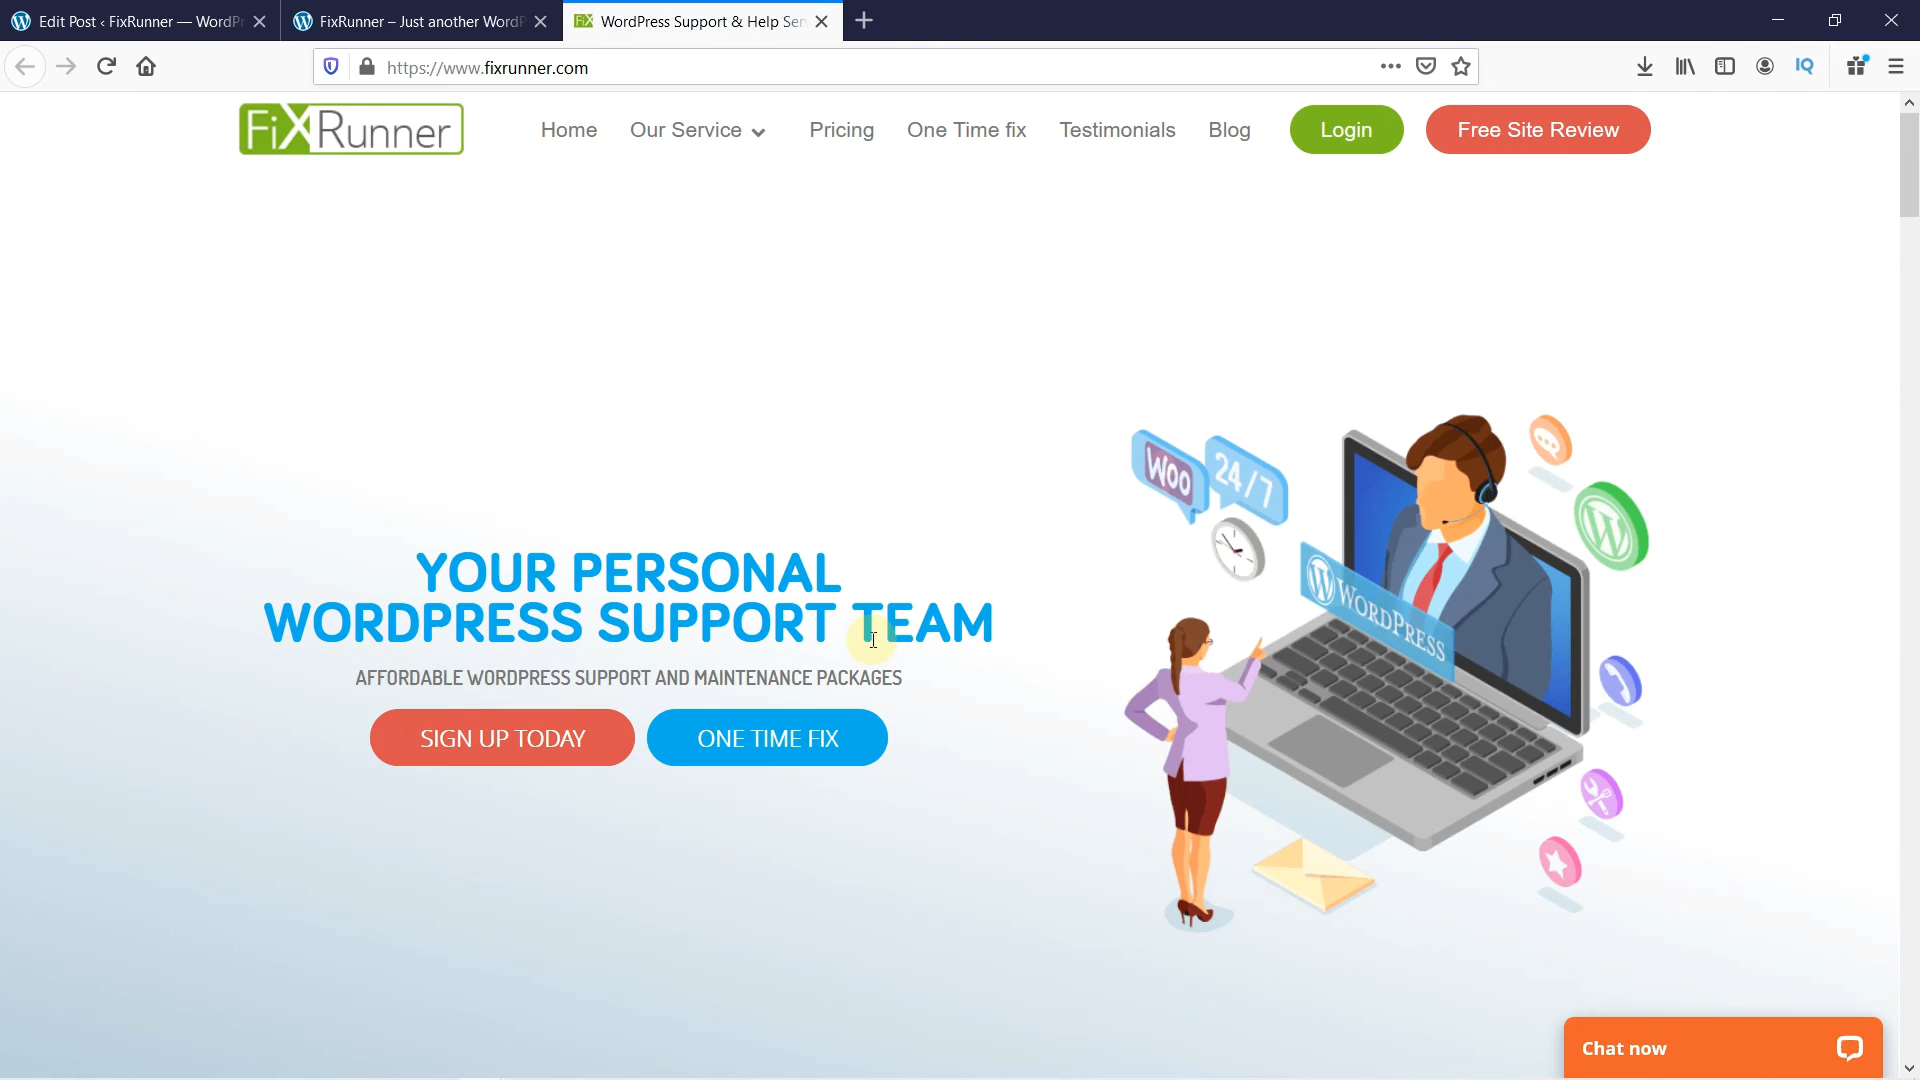 Edit Post ‹ FixRunner — WordPr
FixRunner – Just another WordP
WordPress Support & Help Ser
https://www.fixrunner.com
IQ
FiXRunner
Home
Our Service
Pricing
One Time fix
Testimonials
Blog
Login
Free Site Review
WOO
24/7
WORDPRESS
YOUR PERSONAL
WORDPRESS SUPPORT TEAM
AFFORDABLE WORDPRESS SUPPORT AND MAINTENANCE PACKAGES
SIGN UP TODAY
ONE TIME FIX
Chat now